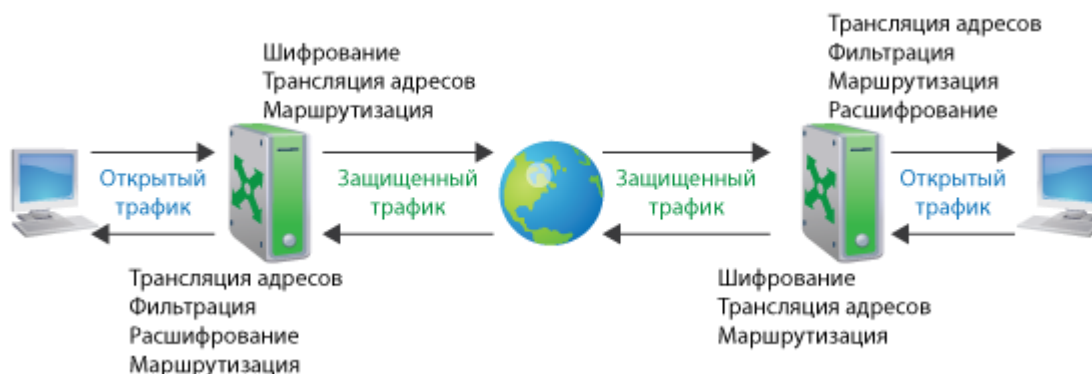 Шифрование
Трансляция адресов
Маршрутизация
Трансляция адресов
Фильтрация
Маршрутизация
Расшифрование
Открытый
трафик
Защищенный
трафик
Защищенный
трафик
Открытый
трафик
Трансляция адресов
Фильтрация
Расшифрование
Маршрутизация
Шифрование
Трансляция адресов
Маршрутизация